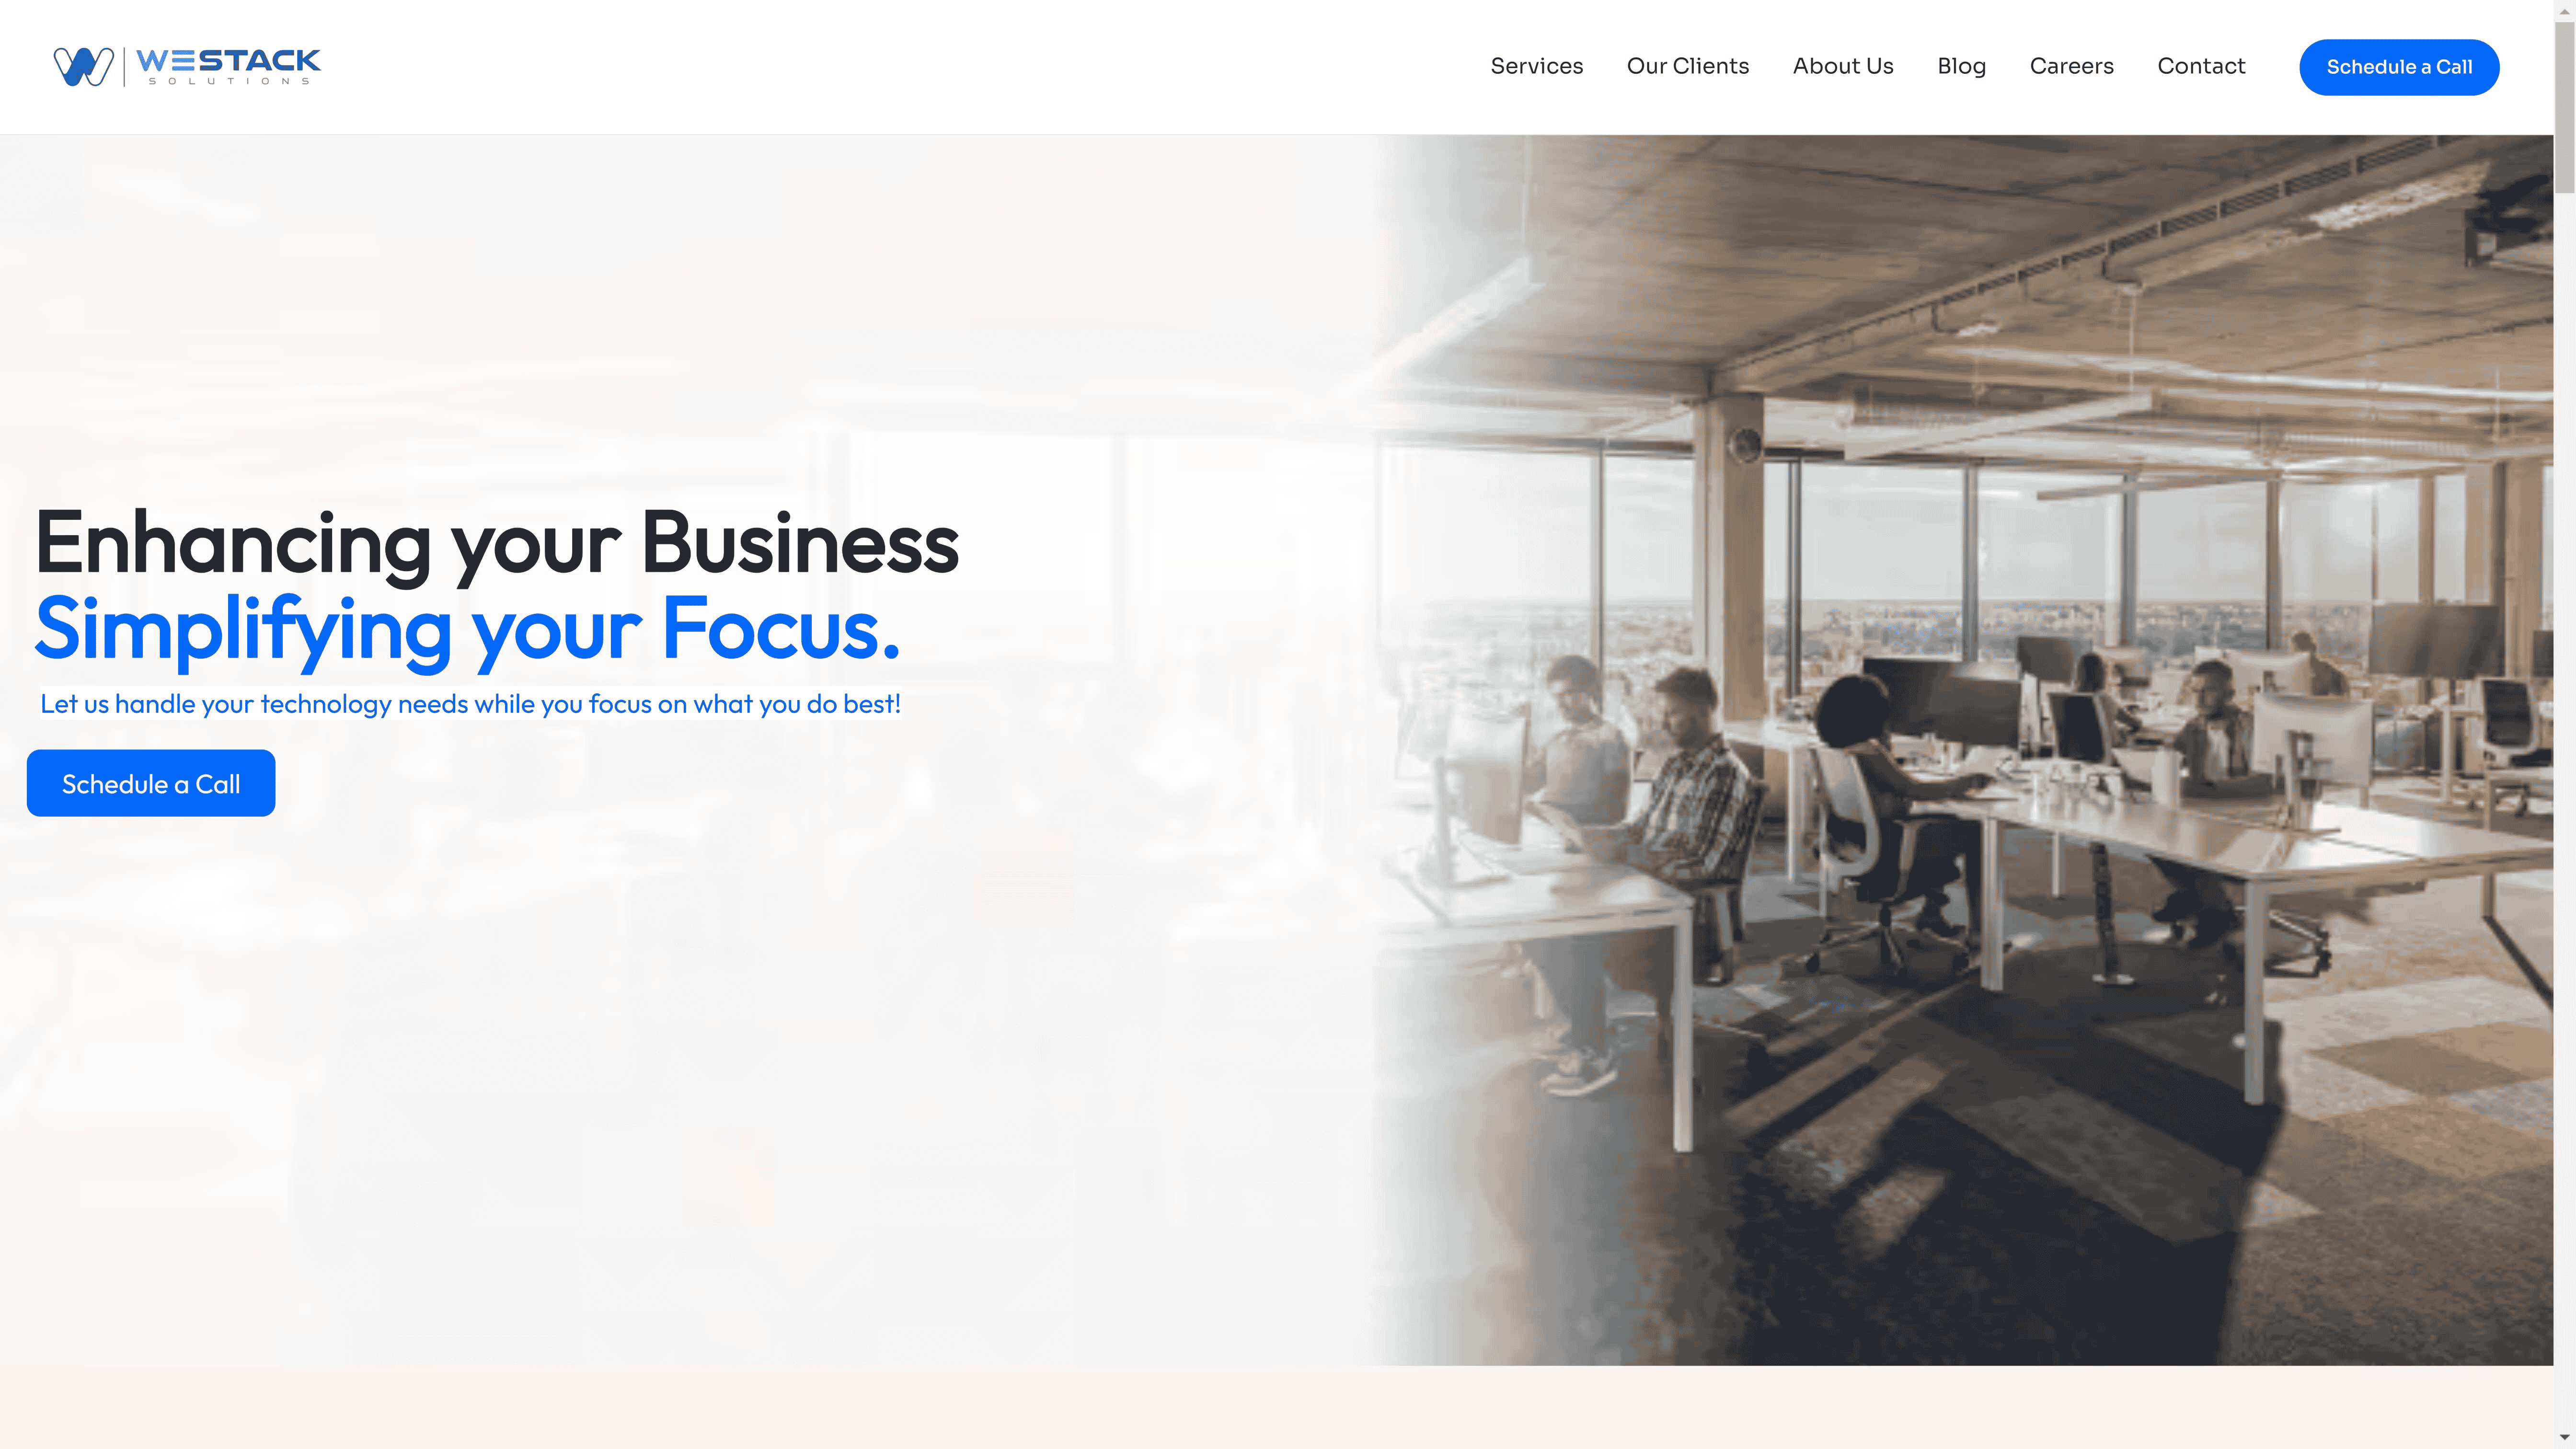 WESTACK
SOLUTIONS
Services
Our Clients
About Us
Blog
Careers
Contact
Schedule a Call
Enhancing your Business
Simplifying your Focus.
Let us handle your technology needs while you focus on what you do best!
Schedule a Call